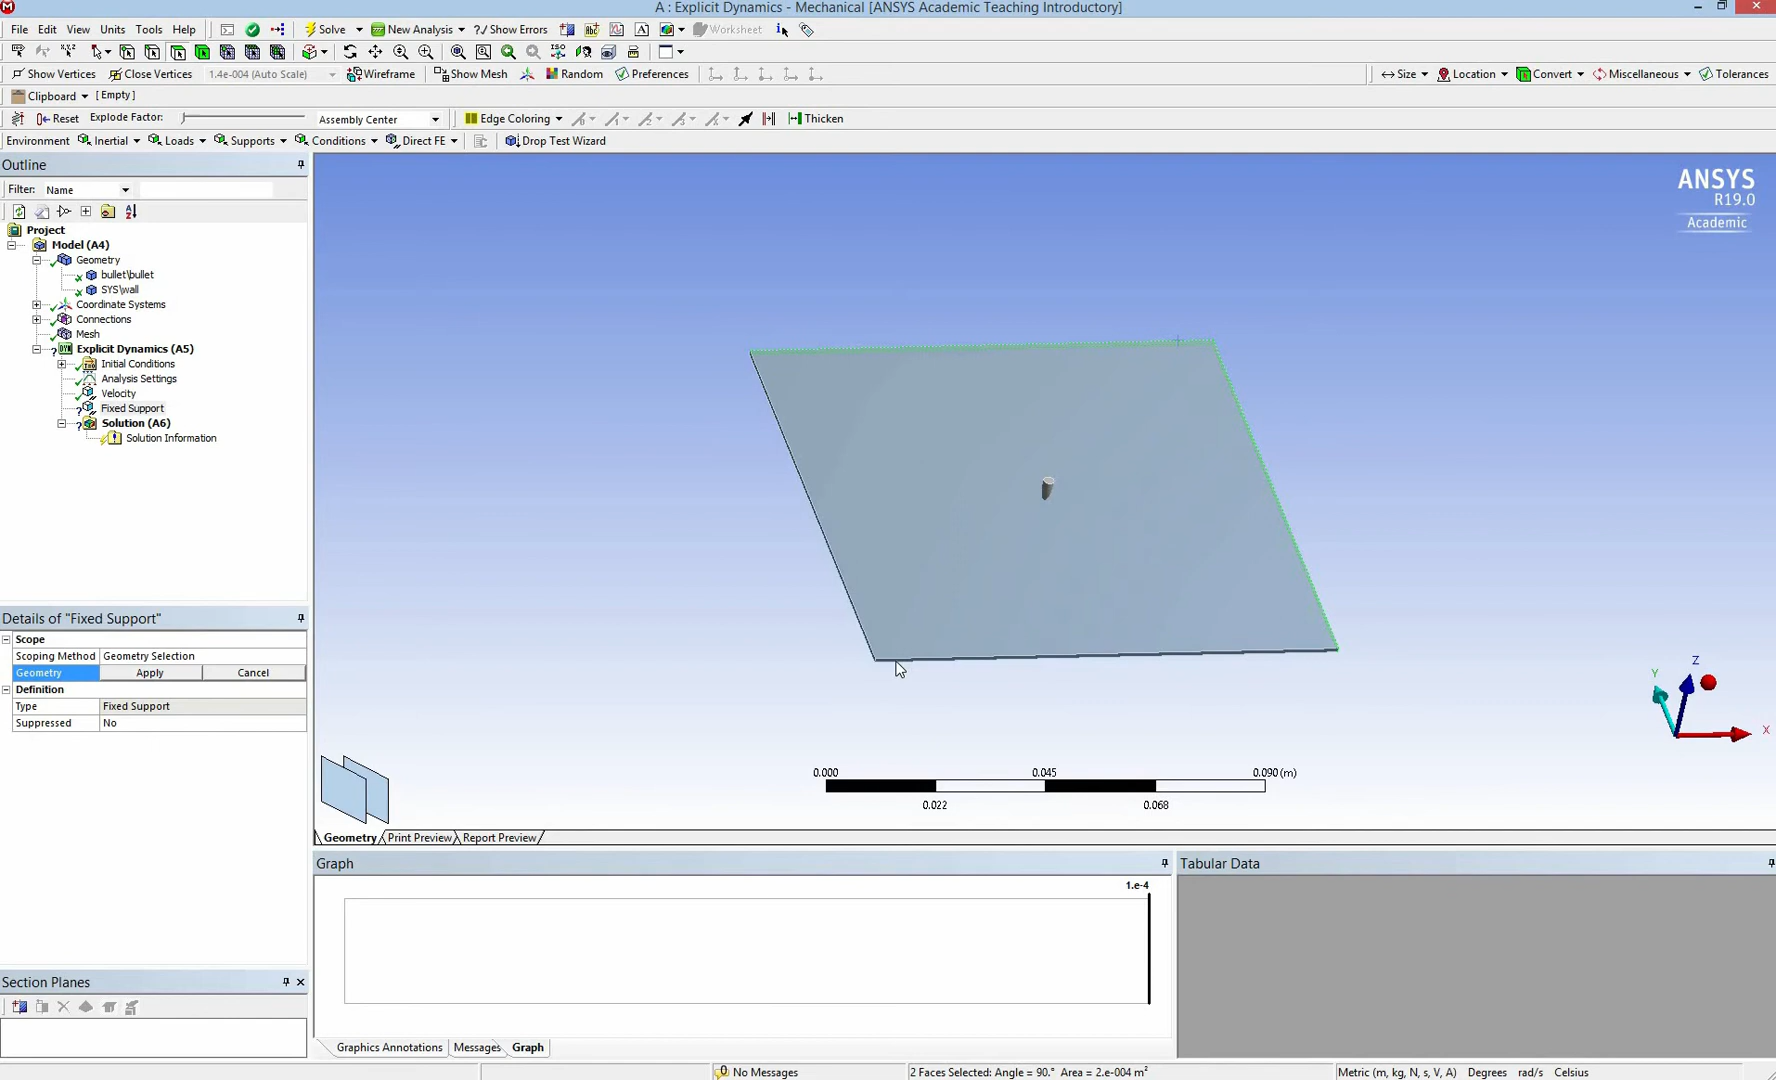 A : Explicit Dynamics - Mechanical [ANSYS Academic Teaching Introductory]
File Edit View Units Tools Help Solve New Analysis ?/ Show Errors Worksheet
Show Vertices Close Vertices 1.4e-004 (Auto Scale) Wireframe Show Mesh Random Preferences Size Location Convert Miscellaneous Tolerances
Clipboard [ Empty ]
Reset Explode Factor: Assembly Center Edge Coloring Thicken
Environment Inertial Loads Supports Conditions Direct FE Drop Test Wizard
Outline
Filter: Name
Project
Model (A4)
Geometry
bullet\bullet
SYS\wall
Coordinate Systems
Connections
Mesh
Explicit Dynamics (A5)
Initial Conditions
Analysis Settings
Velocity
Fixed Support
Solution (A6)
Solution Information
Details of "Fixed Support"
Scope
Scoping Method Geometry Selection
Geometry Apply Cancel
Definition
Type Fixed Support
Suppressed No
Section Planes
ANSYS
R19.0
Academic
Z
Y
X
0.000 0.045 0.090 (m)
0.022 0.068
Geometry Print Preview Report Preview
Graph
1.e-4
Graphics Annotations Messages Graph
Tabular Data
No Messages 2 Faces Selected: Angle = 90.° Area = 2.e-004 m² Metric (m, kg, N, s, V, A) Degrees rad/s Celsius